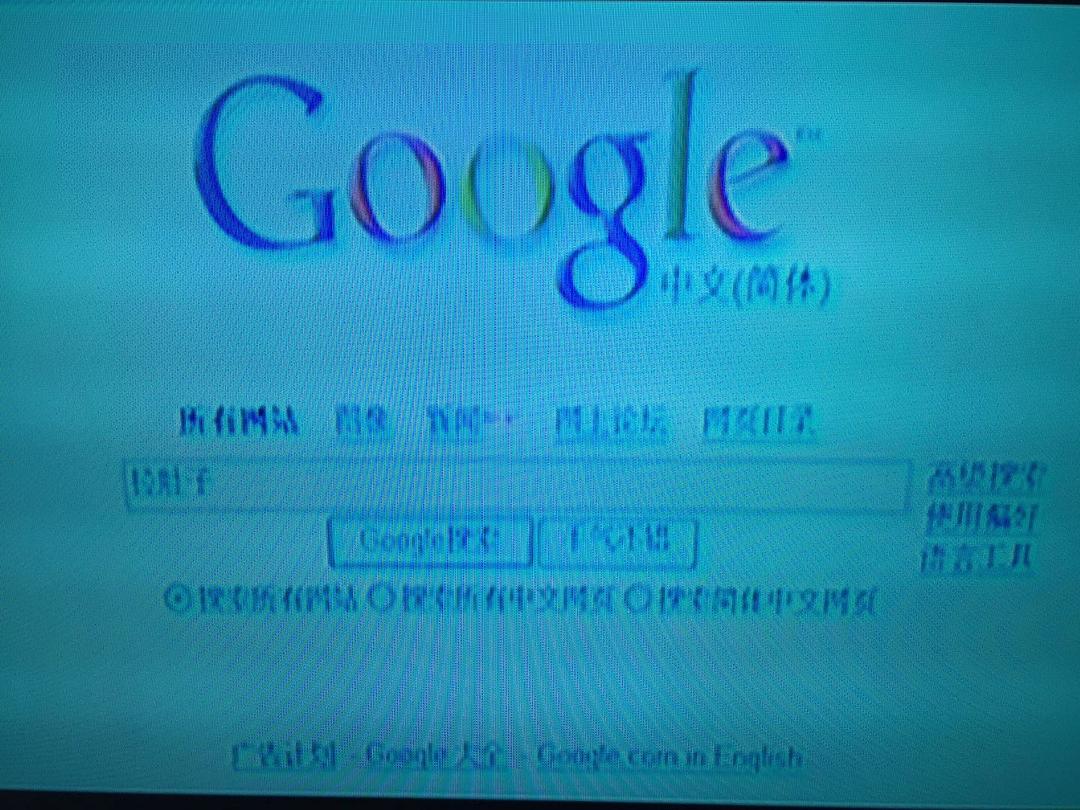 Google™
中文(简体)
所有网站 图像 资讯 网上论坛 网页目录
拉肚子 高级搜索
使用偏好
Google搜索 手气不错 语言工具
搜索所有网站 搜索所有中文网页 搜索简体中文网页
广告计划 - Google 大全 - Google.com in English